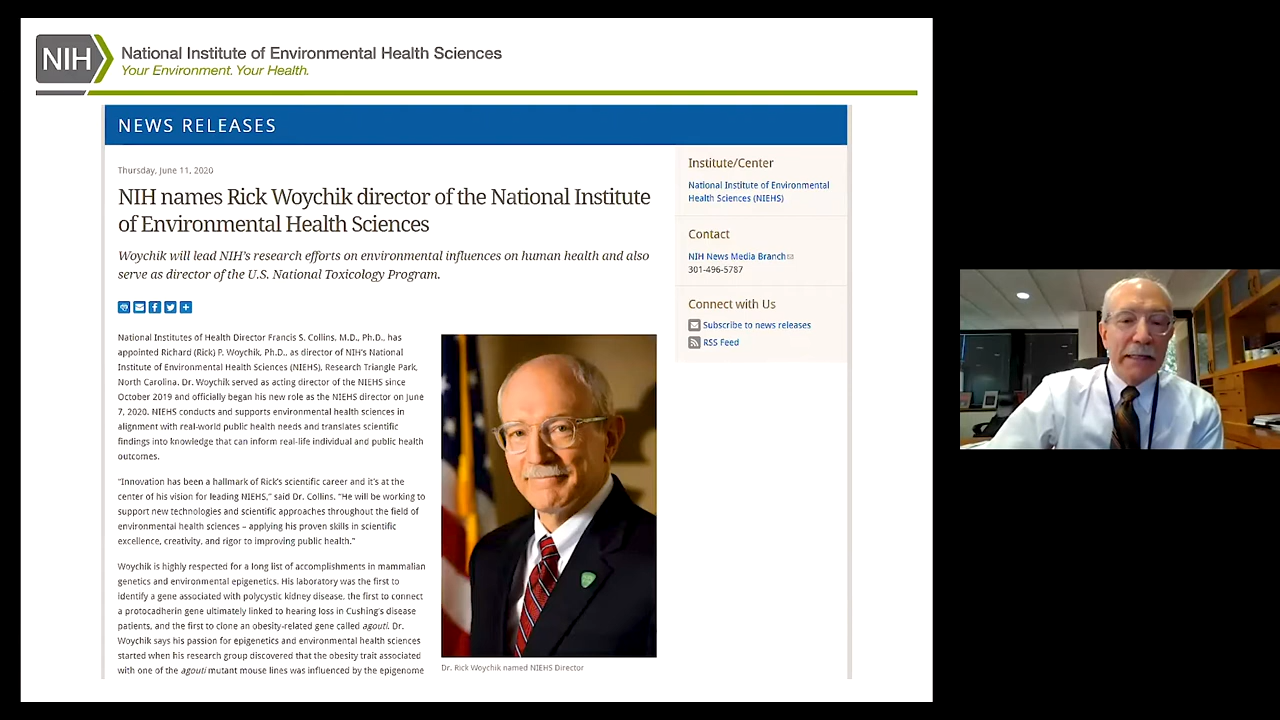 NIH
National Institute of Environmental Health Sciences
Your Environment. Your Health.
NEWS RELEASES
Thursday, June 11, 2020
NIH names Rick Woychik director of the National Institute
of Environmental Health Sciences
Woychik will lead NIH's research efforts on environmental influences on human health and also
serve as director of the U.S. National Toxicology Program.
National Institutes of Health Director Francis S. Collins, M.D., Ph.D., has
appointed Richard (Rick) P. Woychik, Ph.D., as director of NIH's National
Institute of Environmental Health Sciences (NIEHS), Research Triangle Park,
North Carolina. Dr. Woychik served as acting director of the NIEHS since
October 2019 and officially began his new role as the NIEHS director on June
7, 2020. NIEHS conducts and supports environmental health sciences in
alignment with real-world public health needs and translates scientific
findings into knowledge that can inform real-life individual and public health
outcomes.
"Innovation has been a hallmark of Rick's scientific career and it's at the
center of his vision for leading NIEHS," said Dr. Collins. "He will be working to
support new technologies and scientific approaches throughout the field of
environmental health sciences – applying his proven skills in scientific
excellence, creativity, and rigor to improving public health."
Woychik is highly respected for a long list of accomplishments in mammalian
genetics and environmental epigenetics. His laboratory was the first to
identify a gene associated with polycystic kidney disease, the first to connect
a protocadherin gene ultimately linked to hearing loss in Cushing's disease
patients, and the first to clone an obesity-related gene called agouti. Dr.
Woychik says his passion for epigenetics and environmental health sciences
started when his research group discovered that the obesity trait associated
with one of the agouti mutant mouse lines was influenced by the epigenome
Dr. Rick Woychik named NIEHS Director
Institute/Center
National Institute of Environmental
Health Sciences (NIEHS)
Contact
NIH News Media Branch
301-496-5787
Connect with Us
Subscribe to news releases
RSS Feed